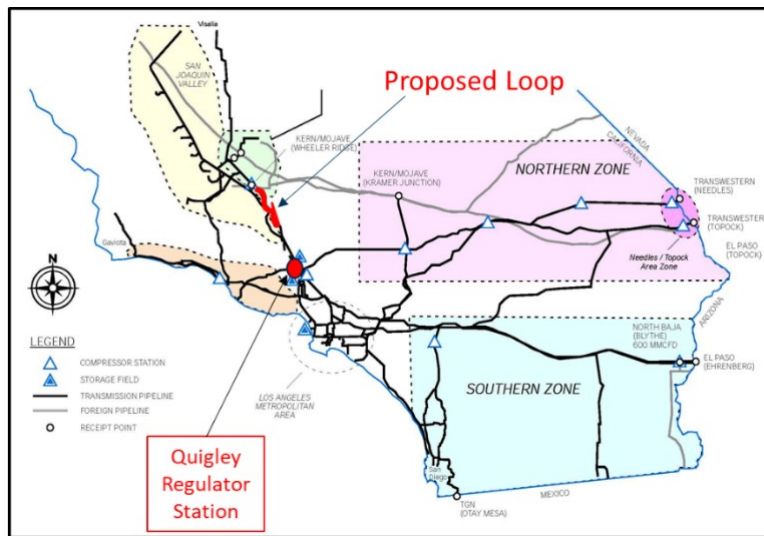 Visalia
SAN
JOAQUIN
VALLEY
Proposed Loop
KERN/MOJAVE
(WHEELER RIDGE)
NEVADA
CALIFORNIA
KERN/MOJAVE
(KRAMER JUNCTION)
NORTHERN ZONE
TRANSWESTERN
(NEEDLES)
TRANSWESTER
(TOPOCK)
EL PASO
(TOPOCK)
Needles / Topock
Area Zone
Gaviota
ARIZONA
LEGEND
COMPRESSOR STATION
STORAGE FIELD
TRANSMISSION PIPELINE
FOREIGN PIPELINE
RECEIPT POINT
NORTH BAJA
(BLYTHE)
600 MMCFD
EL PASO
(EHRENBERG)
LOS ANGELES
METROPOLITAN
AREA
SOUTHERN ZONE
Quigley
Regulator
Station
San
Diego
MEXICO
TGN
(OTAY MESA)